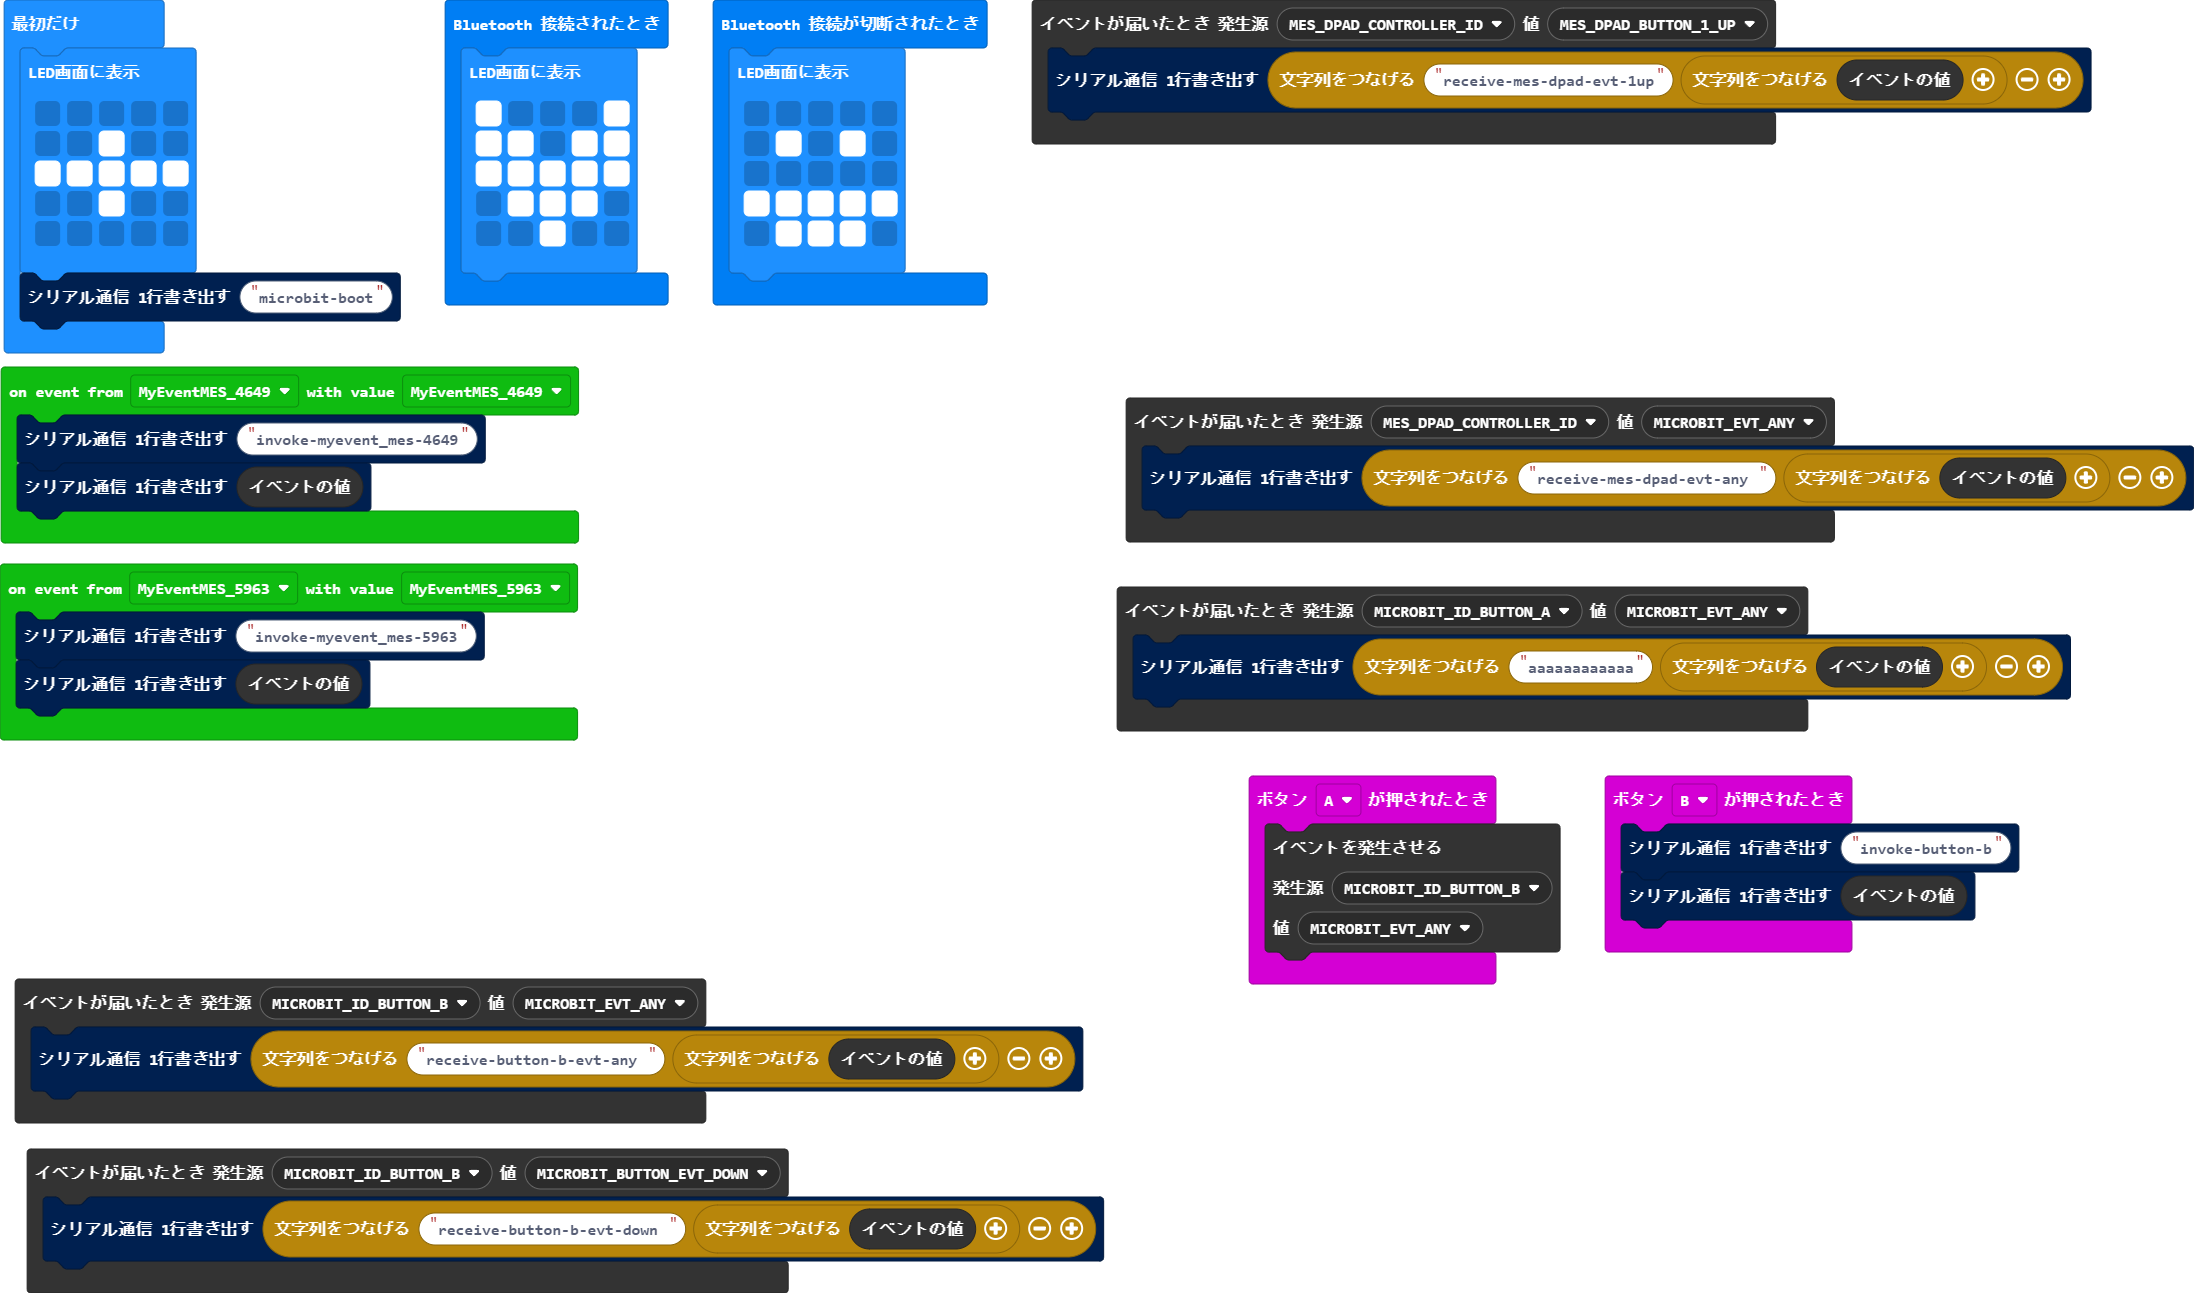 最初だけ
LED画面に表示
シリアル通信 1行書き出す "microbit-boot"
Bluetooth 接続されたとき
LED画面に表示
Bluetooth 接続が切断されたとき
LED画面に表示
イベントが届いたとき 発生源 MES_DPAD_CONTROLLER_ID 値 MES_DPAD_BUTTON_1_UP
シリアル通信 1行書き出す 文字列をつなげる "receive-mes-dpad-evt-1up" 文字列をつなげる イベントの値
on event from MyEventMES_4649 with value MyEventMES_4649
シリアル通信 1行書き出す "invoke-myevent_mes-4649"
シリアル通信 1行書き出す イベントの値
イベントが届いたとき 発生源 MES_DPAD_CONTROLLER_ID 値 MICROBIT_EVT_ANY
シリアル通信 1行書き出す 文字列をつなげる "receive-mes-dpad-evt-any " 文字列をつなげる イベントの値
on event from MyEventMES_5963 with value MyEventMES_5963
シリアル通信 1行書き出す "invoke-myevent_mes-5963"
シリアル通信 1行書き出す イベントの値
イベントが届いたとき 発生源 MICROBIT_ID_BUTTON_A 値 MICROBIT_EVT_ANY
シリアル通信 1行書き出す 文字列をつなげる "aaaaaaaaaaaa" 文字列をつなげる イベントの値
ボタン A が押されたとき
イベントを発生させる
発生源 MICROBIT_ID_BUTTON_B
値 MICROBIT_EVT_ANY
ボタン B が押されたとき
シリアル通信 1行書き出す "invoke-button-b"
シリアル通信 1行書き出す イベントの値
イベントが届いたとき 発生源 MICROBIT_ID_BUTTON_B 値 MICROBIT_EVT_ANY
シリアル通信 1行書き出す 文字列をつなげる "receive-button-b-evt-any " 文字列をつなげる イベントの値
イベントが届いたとき 発生源 MICROBIT_ID_BUTTON_B 値 MICROBIT_BUTTON_EVT_DOWN
シリアル通信 1行書き出す 文字列をつなげる "receive-button-b-evt-down " 文字列をつなげる イベントの値